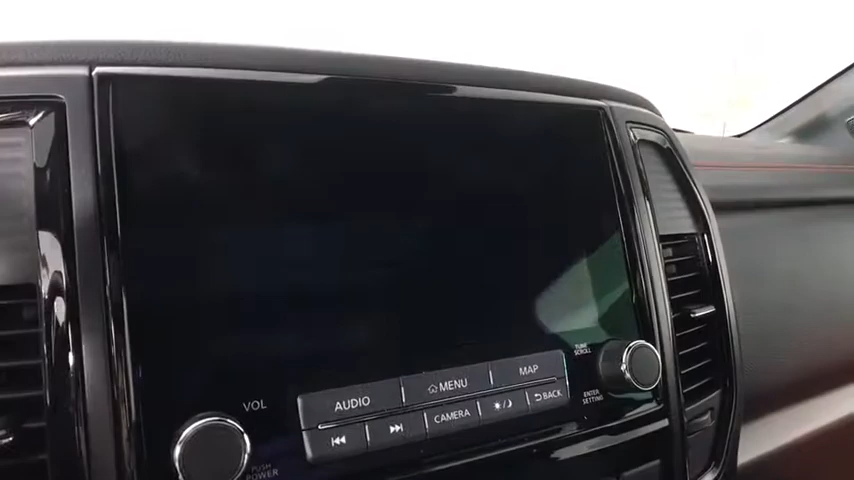 TUNE
SCROLL
MAP
MENU
AUDIO
VOL
ENTER
SETTING
BACK
CAMERA
PUSH
POWER